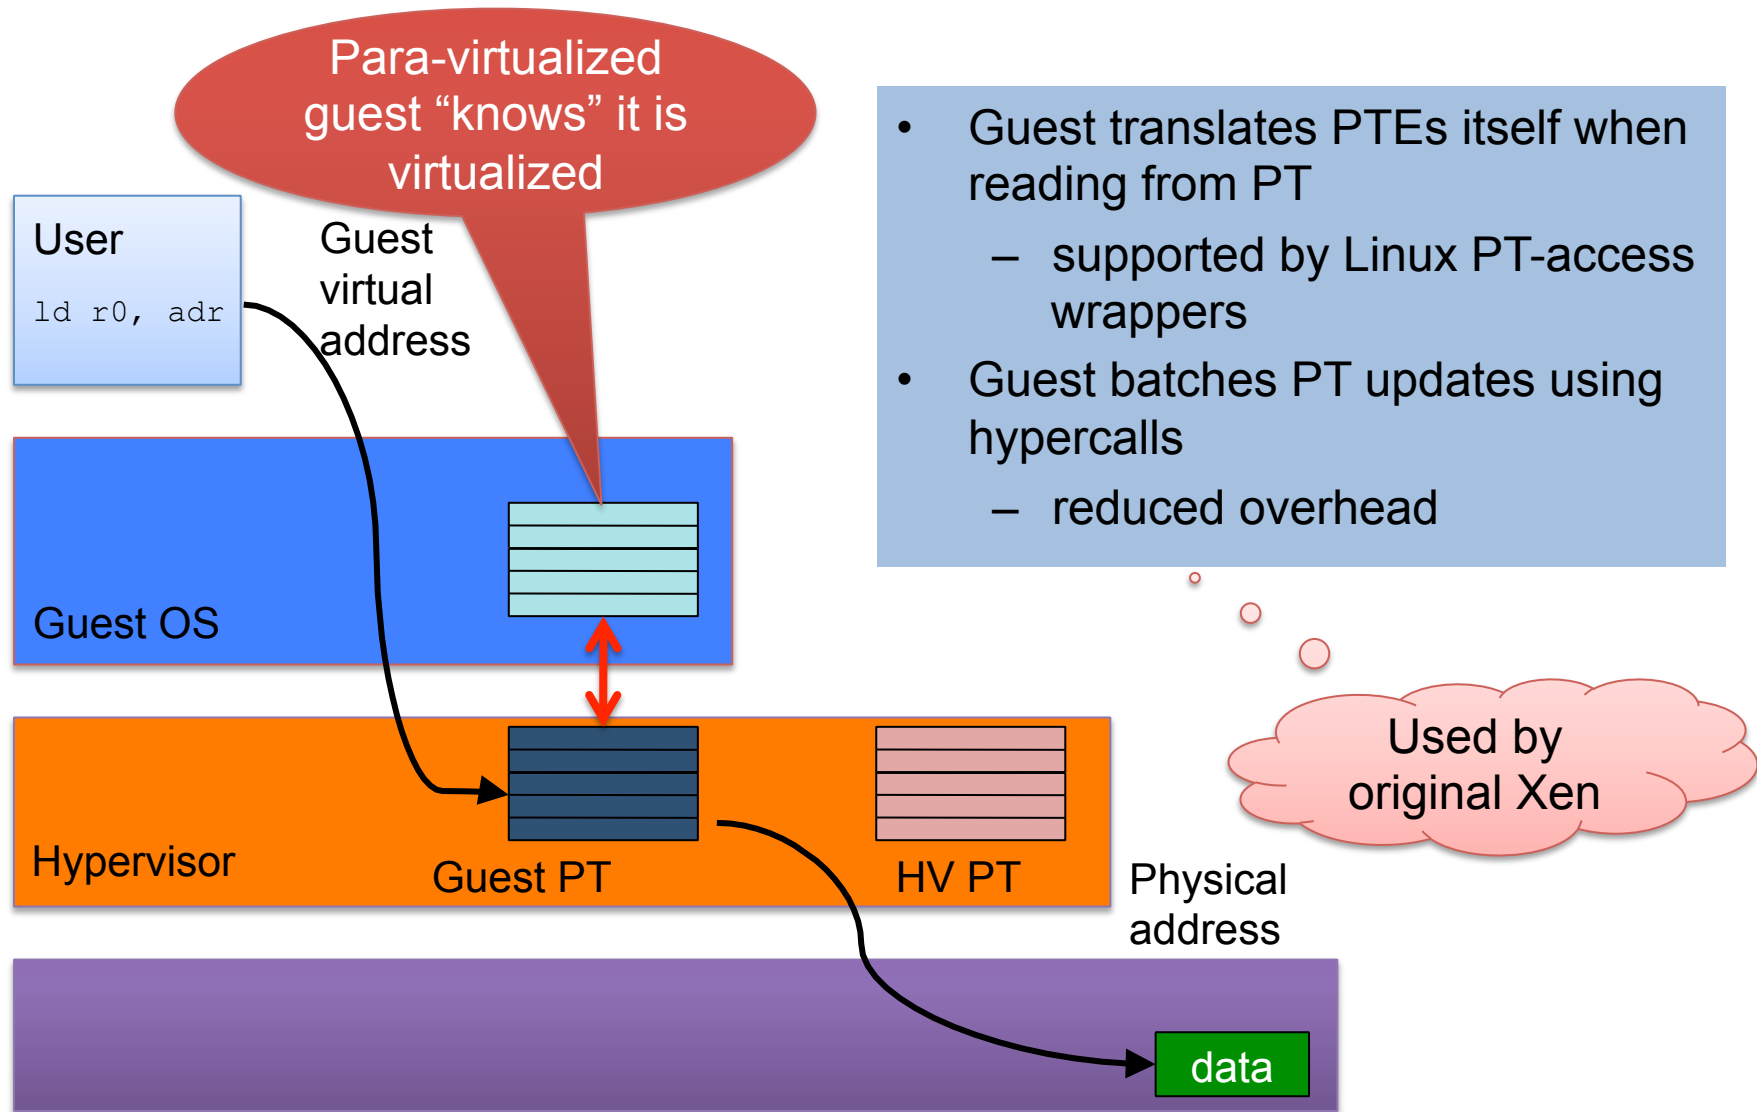 Para-virtualized
guest “knows” it is
virtualized
User
ld r0, adr
Guest
virtual
address
• Guest translates PTEs itself when
reading from PT
– supported by Linux PT-access
wrappers
• Guest batches PT updates using
hypercalls
– reduced overhead
Guest OS
Used by
original Xen
Hypervisor
Guest PT
HV PT
Physical
address
data